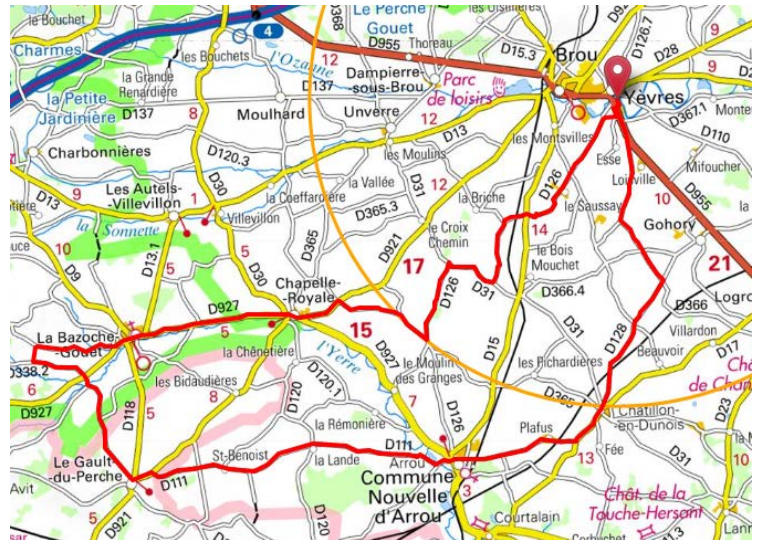 le Bouchet
Charmes
D368
Le Perche
Gouet
les Oisillières
D126.7
4
D955
Thoreau
D15.3
Brou
D28
9
les Bouchets
l'Ozanne
12
la Grande
Renardière
D137
Dampierre-
sous-Brou
Parc
de loisirs
Yèvres
la Petite
Jardinière
D137
8
Moulhard
Unverre
12
D13
les Montsvilles
D367.1
D110
Charbonnières
D120.3
les Moulins
Esse
Mifoucher
D13
9
Les Autels-
-Villevillon
1
D30
la Vallée
D31
12
D126
Louville
10
la Coeffarière
D365.3
la Briche
le Saussay
D955
la Sonnette
Villevillon
le Croix
Chemin
14
Gohory
10
D13.1
5
5
D365
D921
le Bois
Mouchet
D9
D30
17
D126
D31
D366.4
21
D927
Chapelle-
-Royale
D366
La Bazoche-
-Gouet
5
15
D31
D128
Villardon
la Chênetière
l'Yerre
D927
D15
Beauvoir
D17
D338.2
le Moulin
des Granges
les Pichardières
6
les Bidaudières
D120.1
D365
D927
D118
8
7
Châtillon-
-en-Dunois
5
D120
D126
D23
la Rémonière
Plafus
St-Benoist
D111
Arrou
Fée
D31
Le Gault-
-du-Perche
la Lande
13
10
Avit
D111
Commune
Nouvelle
d'Arrou
3
Chât. de la
Touche-Hersant
5
D921
D120
Courtalain